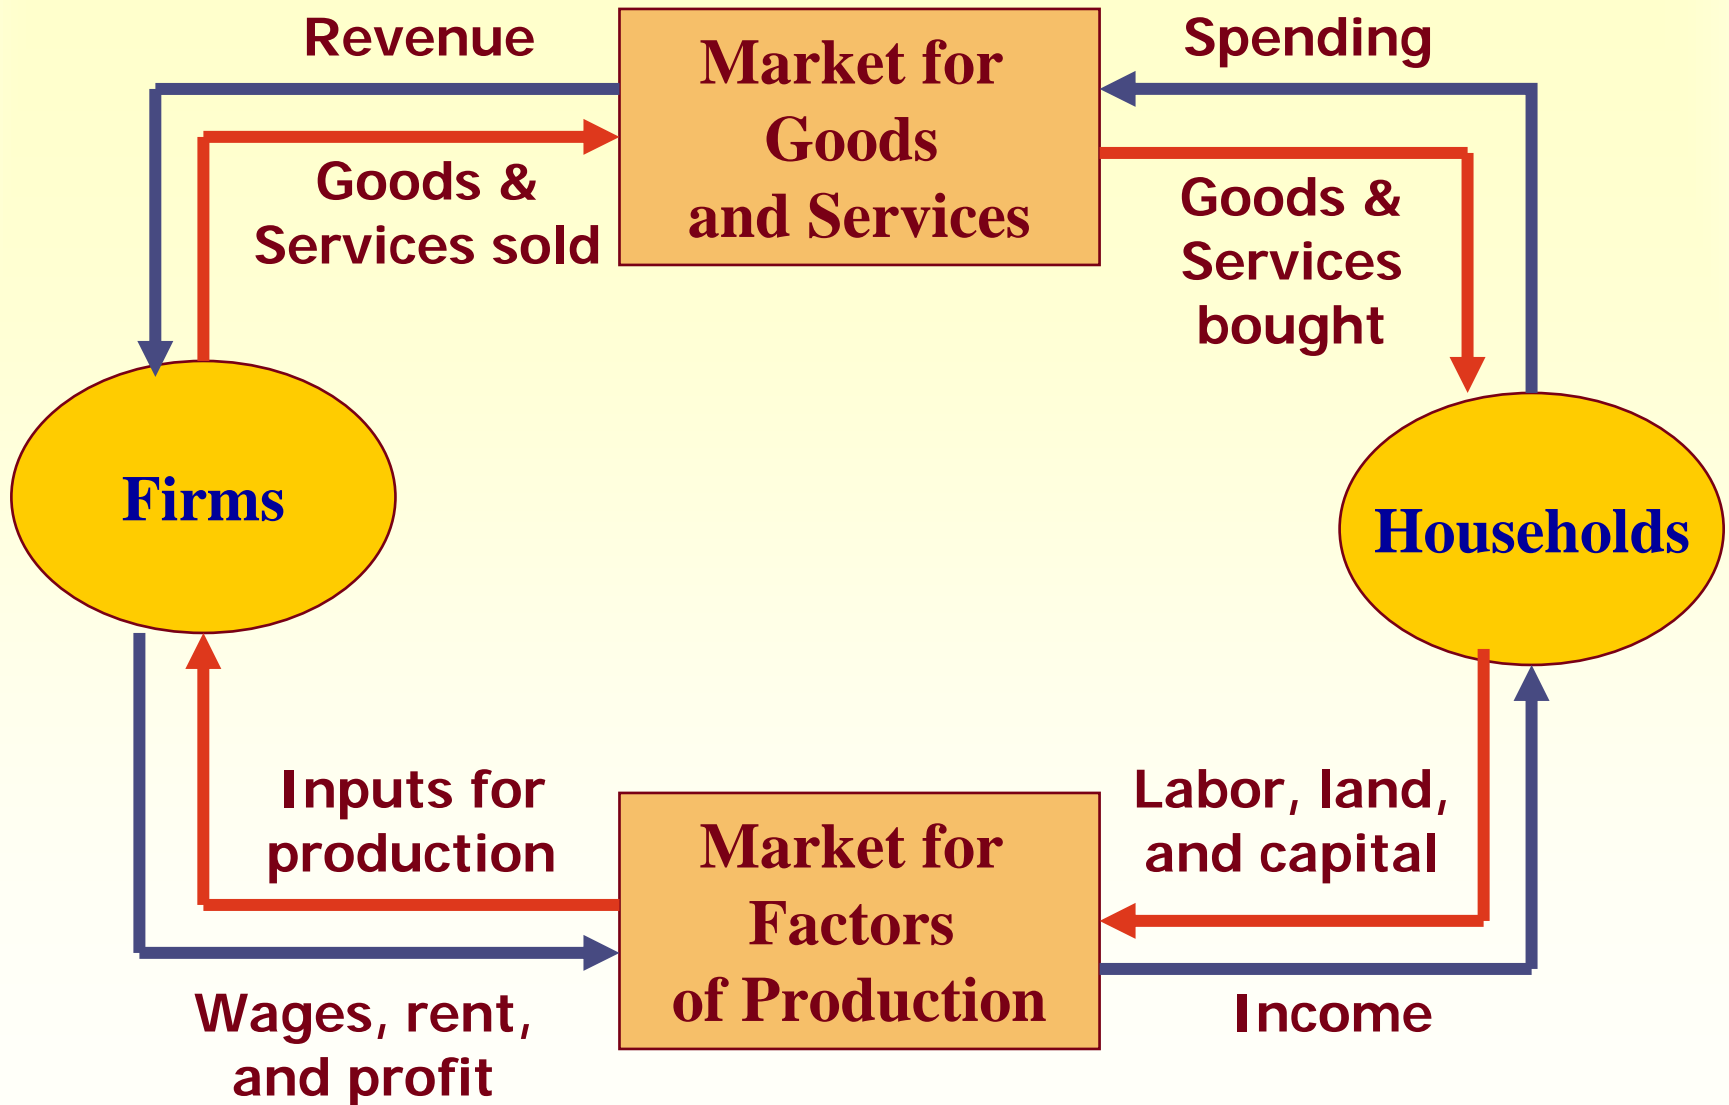 Revenue
Market for
Goods
and Services
Spending
Goods &
Services sold
Goods &
Services
bought
Firms
Households
Inputs for
production
Market for
Factors
of Production
Labor, land,
and capital
Wages, rent,
and profit
Income